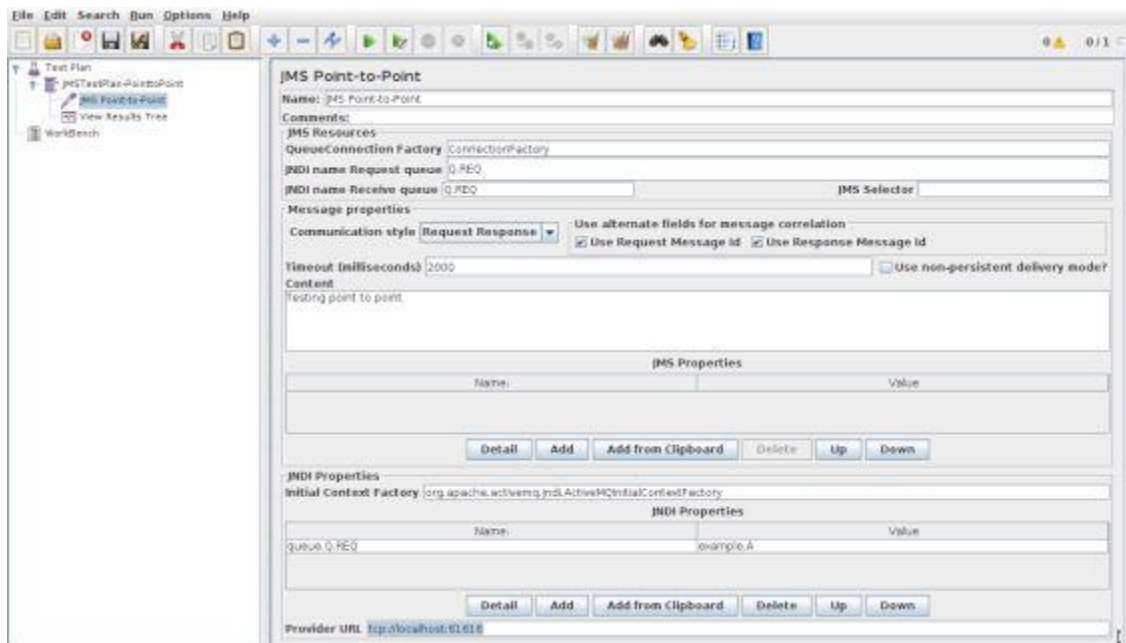 File Edit Search Run Options Help
0 0/1
Test Plan
JMSTestPlan-PointtoPoint
JMS Point-to-Point
View Results Tree
WorkBench
JMS Point-to-Point
Name: JMS Point-to-Point
Comments:
JMS Resources
QueueConnection Factory ConnectionFactory
JNDI name Request queue Q.REQ
JNDI name Receive queue Q.REQ JMS Selector
Message properties
Communication style Request Response
Use alternate fields for message correlation
Use Request Message Id Use Response Message Id
Timeout (milliseconds) 2000 Use non-persistent delivery mode?
Content
Testing point to point
JMS Properties
Name: Value
Detail Add Add from Clipboard Delete Up Down
JNDI Properties
Initial Context Factory org.apache.activemq.jndi.ActiveMQInitialContextFactory
JNDI Properties
Name: Value
queue.Q.REQ example.A
Detail Add Add from Clipboard Delete Up Down
Provider URL tcp://localhost:61616